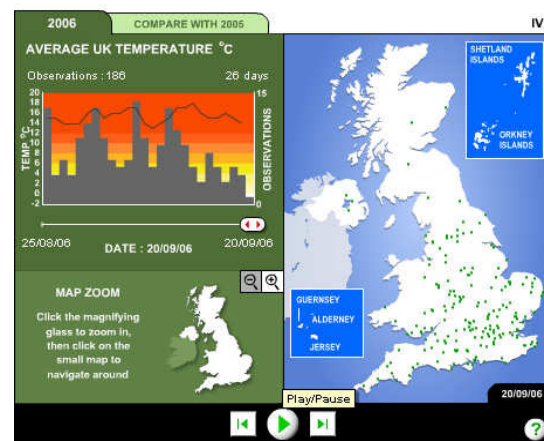 2006
COMPARE WITH 2005
IV
AVERAGE UK TEMPERATURE °C
Observations : 186
26 days
20
18
16
14
12
10
8
6
4
2
0
-2
TEMP °C
15
0
OBSERVATIONS
25/08/06
DATE : 20/09/06
20/09/06
MAP ZOOM
Click the magnifying
glass to zoom in,
then click on the
small map to
navigate around
SHETLAND
ISLANDS
ORKNEY
ISLANDS
GUERNSEY
ALDERNEY
JERSEY
Play/Pause
20/09/06
?